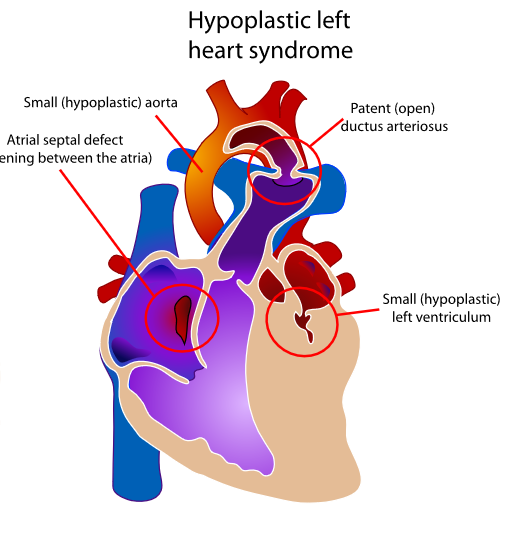 Hypoplastic left
heart syndrome
Small (hypoplastic) aorta
Patent (open)
ductus arteriosus
Atrial septal defect
ening between the atria)
Small (hypoplastic)
left ventriculum